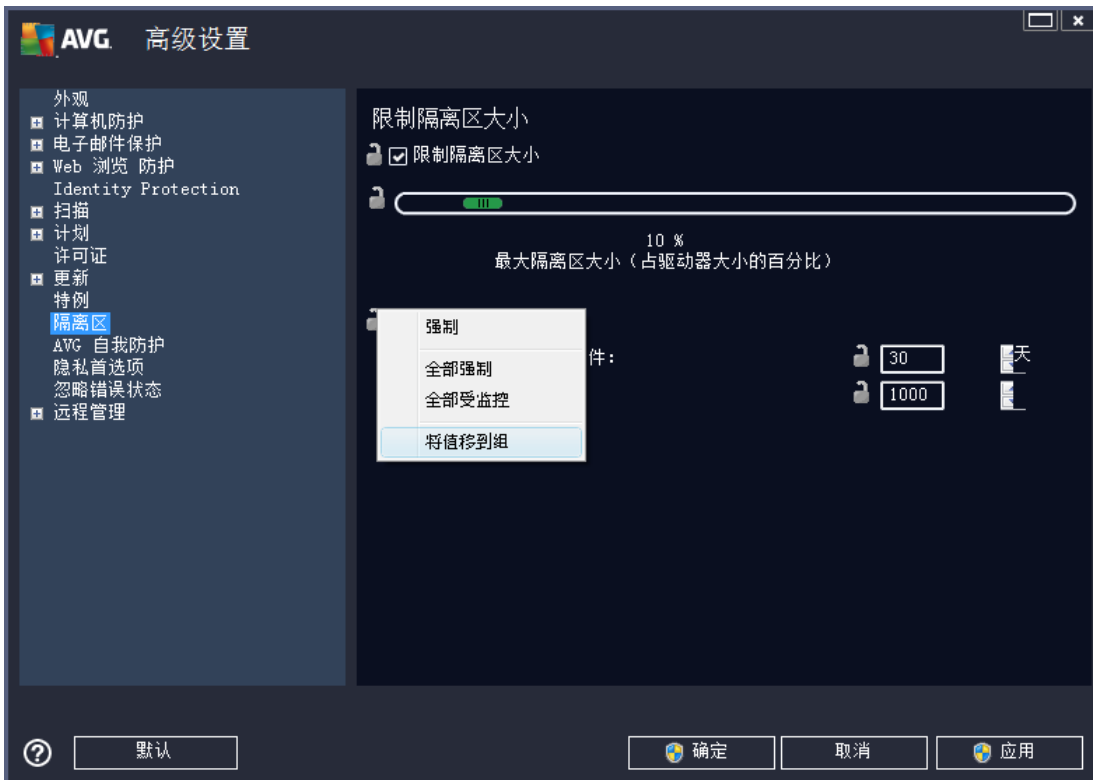 AVG. 高级设置
外观
计算机防护
电子邮件保护
Web 浏览 防护
Identity Protection
扫描
计划
许可证
更新
特例
隔离区
AVG 自我防护
隐私首选项
忽略错误状态
远程管理
限制隔离区大小
限制隔离区大小
10 %
最大隔离区大小（占驱动器大小的百分比）
强制
全部强制
全部受监控
将值移到组
件:
30
天
1000
默认
确定
取消
应用